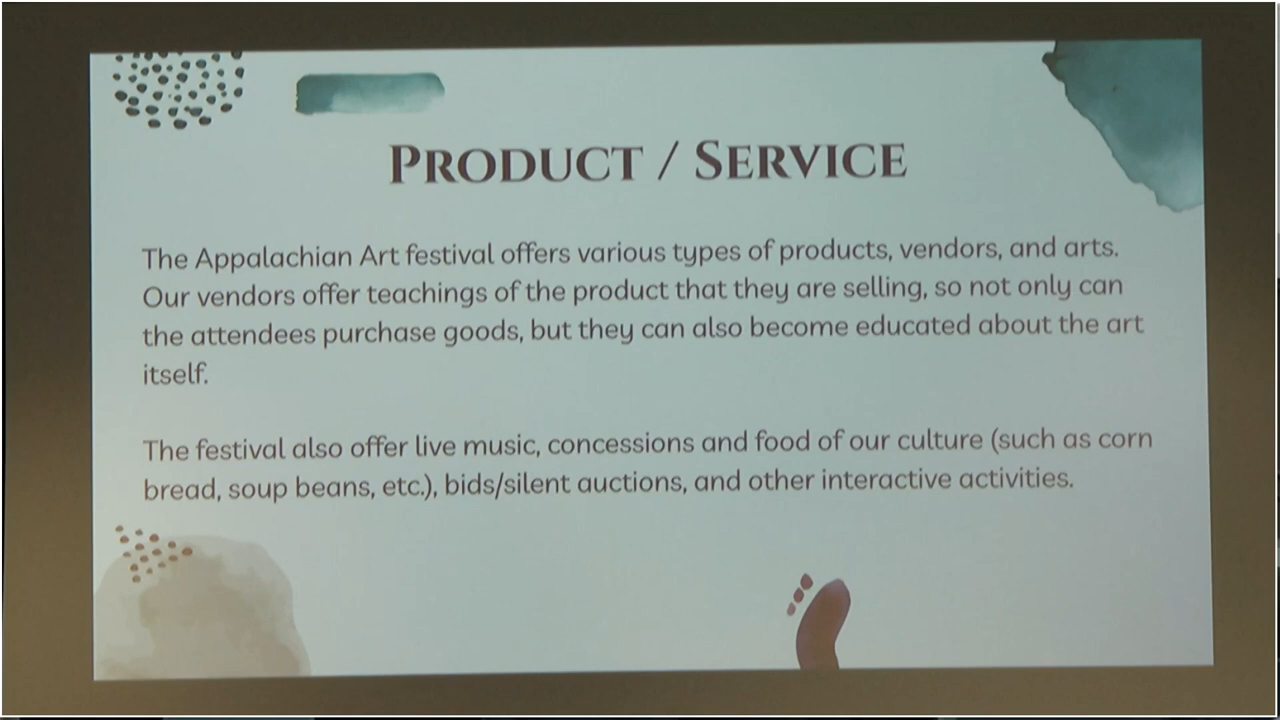 PRODUCT / SERVICE
The Appalachian Art festival offers various types of products, vendors, and arts.
Our vendors offer teachings of the product that they are selling, so not only can
the attendees purchase goods, but they can also become educated about the art
itself.
The festival also offer live music, concessions and food of our culture (such as corn
bread, soup beans, etc.), bids/silent auctions, and other interactive activities.